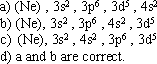 a) (Ne) , 3s² , 3p⁶ , 3d⁵ , 4s²
b) (Ne), 3s² , 3p⁶ , 4s² , 3d⁵
c) (Ne), 3s² , 4s² , 3p⁶ , 3d⁵
d) a and b are correct.